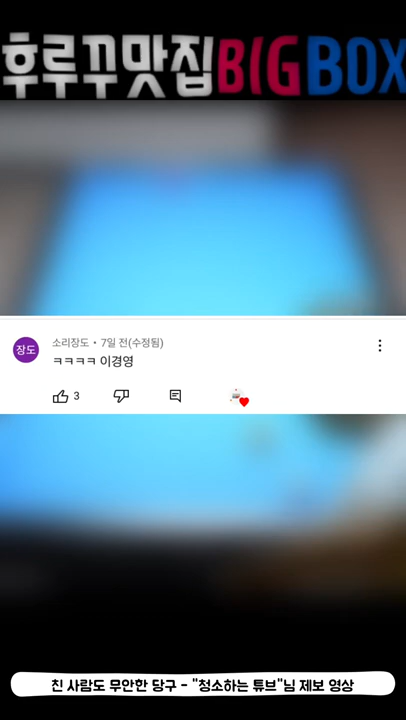 후루꾸맛집BIGBOX
장도
소리장도 • 7일 전(수정됨)
ㅋㅋㅋㅋ 이경영
3
친 사람도 무안한 당구 - "청소하는 튜브"님 제보 영상